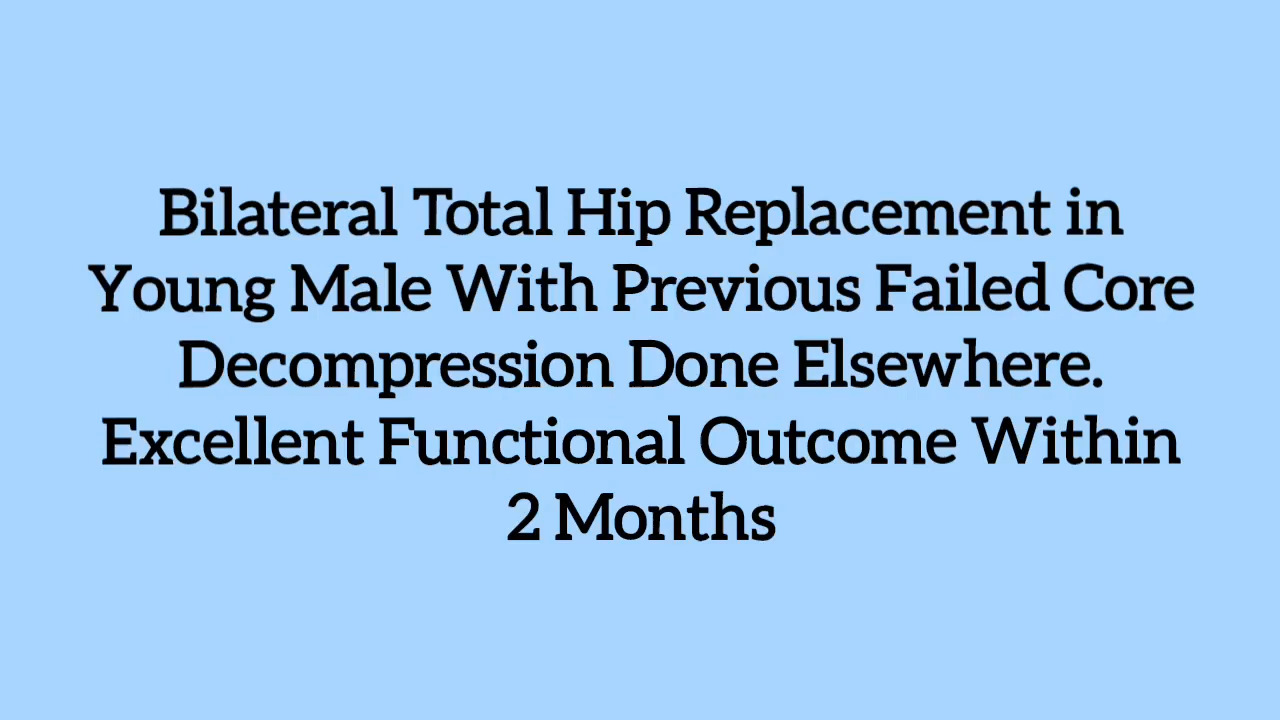 Bilateral Total Hip Replacement in
Young Male With Previous Failed Core
Decompression Done Elsewhere.
Excellent Functional Outcome Within
2 Months